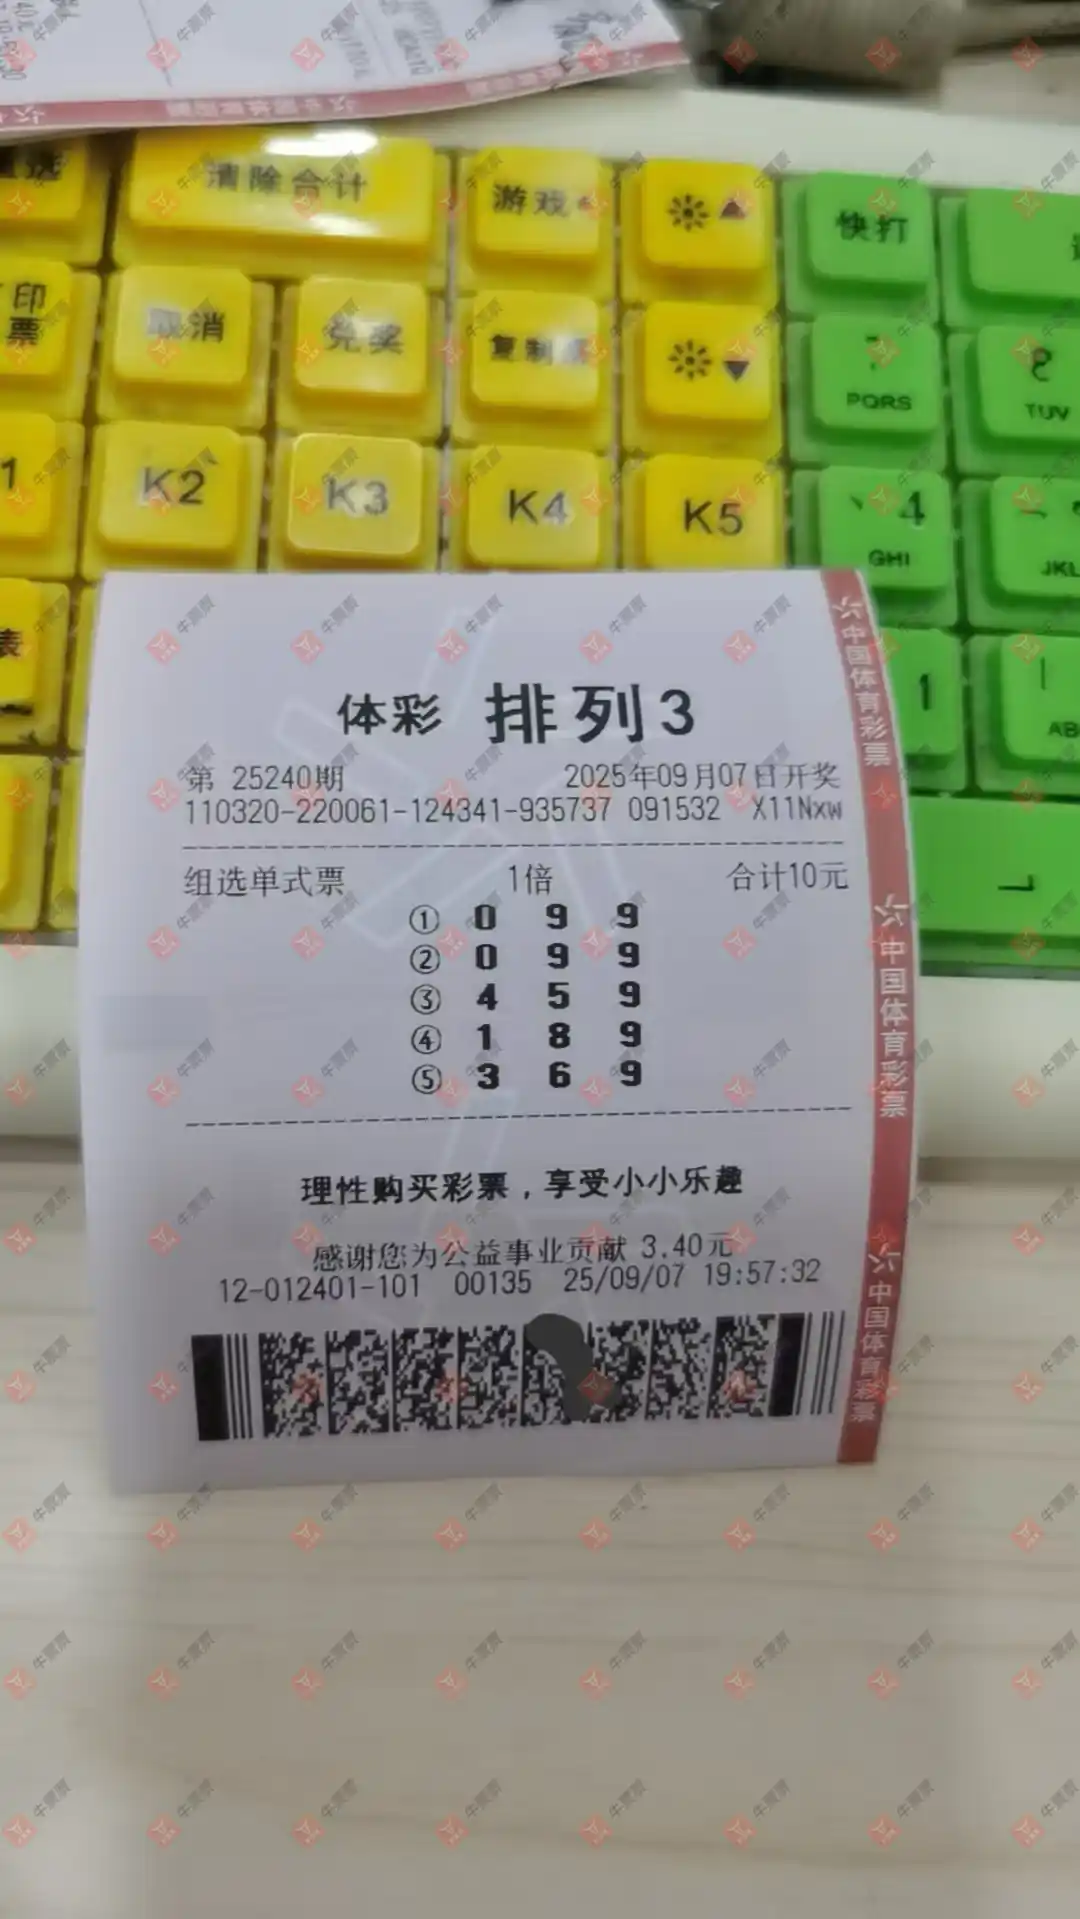 清除合计
游戏
快打
印
票
取消
兑奖
复制
PQRS
TUV
1
K2
K3
K4
K5
4
GHI
JKL
表
1
体彩 排列3
第 25240期 2025年09月07日开奖
110320-220061-124341-935737 091532 X11Nxw
组选单式票 1倍 合计10元
① 0 9 9
② 0 9 9
③ 4 5 9
④ 1 8 9
⑤ 3 6 9
理性购买彩票，享受小小乐趣
感谢您为公益事业贡献 3.40元
12-012401-101 00135 25/09/07 19:57:32
中国体育彩票
中国体育彩票
中国体育彩票
牛票票